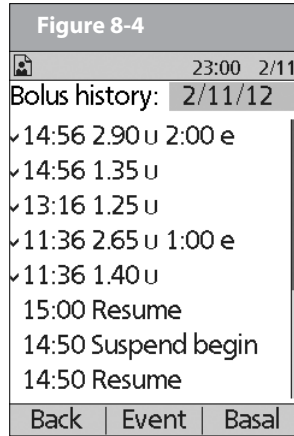 Figure 8-4
23:00 2/11
Bolus history: 2/11/12
14:56 2.90 U 2:00 e
14:56 1.35 U
13:16 1.25 U
11:36 2.65 U 1:00 e
11:36 1.40 U
15:00 Resume
14:50 Suspend begin
14:50 Resume
Back | Event | Basal